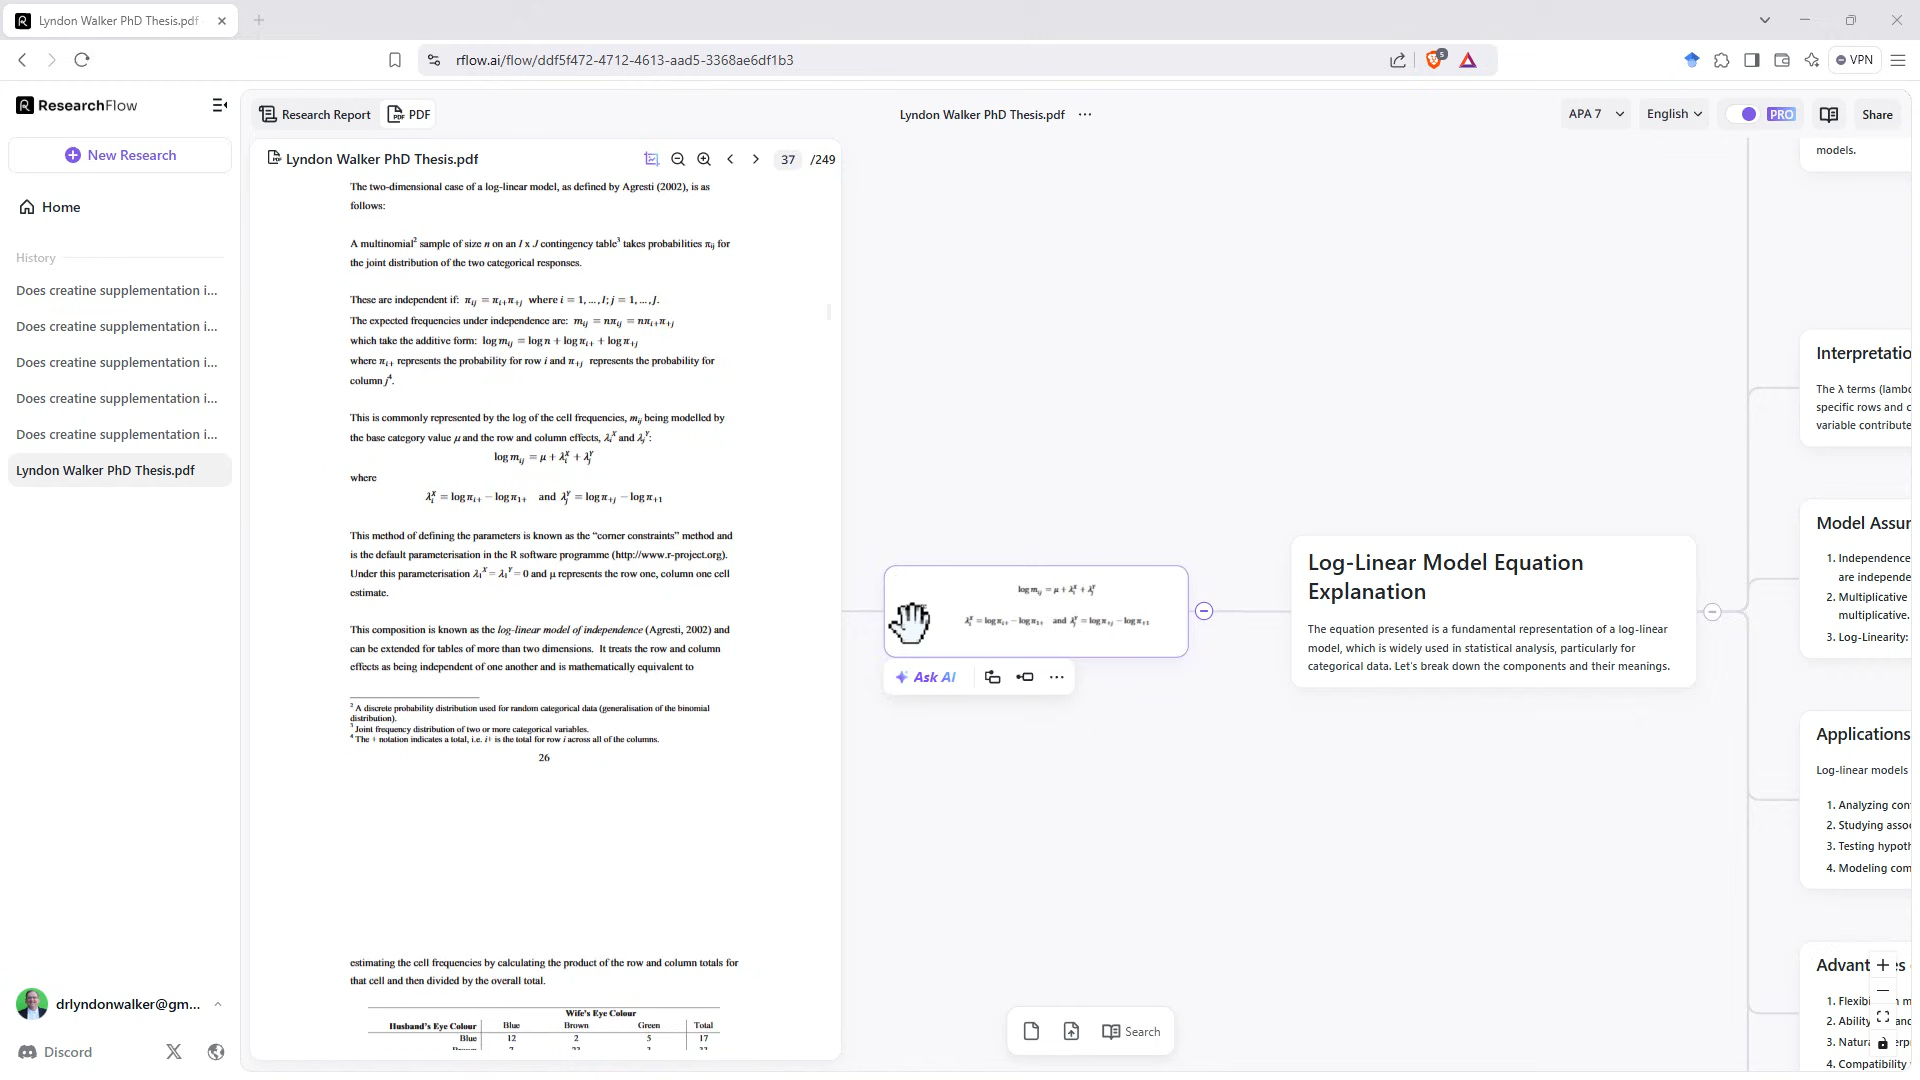 Lyndon Walker PhD Thesis.pdf
rflow.ai/flow/ddf5f472-4712-4613-aad5-3368ae6df1b3
5
VPN
ResearchFlow
New Research
Home
History
Does creatine supplementation i...
Does creatine supplementation i...
Does creatine supplementation i...
Does creatine supplementation i...
Does creatine supplementation i...
Lyndon Walker PhD Thesis.pdf
drlyndonwalker@gm...
Discord
Research Report
PDF
Lyndon Walker PhD Thesis.pdf
APA 7
English
PRO
Share
Lyndon Walker PhD Thesis.pdf
37 /249
The two-dimensional case of a log-linear model, as defined by Agresti (2002), is as
follows:
A multinomial² sample of size n on an I x J contingency table³ takes probabilities πij for
the joint distribution of the two categorical responses.
These are independent if: πij = πi+π+j where i = 1, ..., I; j = 1, ..., J.
The expected frequencies under independence are: mij = nπij = nπi+π+j
which take the additive form: log mij = log n + log πi+ + log π+j
where πi+ represents the probability for row i and π+j represents the probability for
column j⁴.
This is commonly represented by the log of the cell frequencies, mij being modelled by
the base category value μ and the row and column effects, λiX and λjY:
log mij = μ + λiX + λjY
where
λiX = log πi+ − log π1+ and λjY = log π+j − log π+1
This method of defining the parameters is known as the “corner constraints” method and
is the default parameterisation in the R software programme (http://www.r-project.org).
Under this parameterisation λ1X = λ1Y = 0 and μ represents the row one, column one cell
estimate.
This composition is known as the log-linear model of independence (Agresti, 2002) and
can be extended for tables of more than two dimensions. It treats the row and column
effects as being independent of one another and is mathematically equivalent to
² A discrete probability distribution used for random categorical data (generalisation of the binomial
distribution).
³ Joint frequency distribution of two or more categorical variables.
⁴ The + notation indicates a total, i.e. i+ is the total for row i across all of the columns.
26
estimating the cell frequencies by calculating the product of the row and column totals for
that cell and then divided by the overall total.
Wife's Eye Colour
Husband's Eye Colour Blue Brown Green Total
Blue 12 2 5 17
log mij = μ + λiX + λjY
λiX = log πi+ − log π1+ and λjY = log π+j − log π+1
Ask AI
Log-Linear Model Equation
Explanation
The equation presented is a fundamental representation of a log-linear
model, which is widely used in statistical analysis, particularly for
categorical data. Let's break down the components and their meanings.
models.
Interpretatio
The λ terms (lambd
specific rows and c
variable contribute
Model Assur
1. Independence
are independe
2. Multiplicative
multiplicative.
3. Log-Linearity:
Applications
Log-linear models
1. Analyzing con
2. Studying asso
3. Testing hypoth
4. Modeling com
Advant
1. Flexibi
2. Ability
3. Natura
4. Compatibility
Search